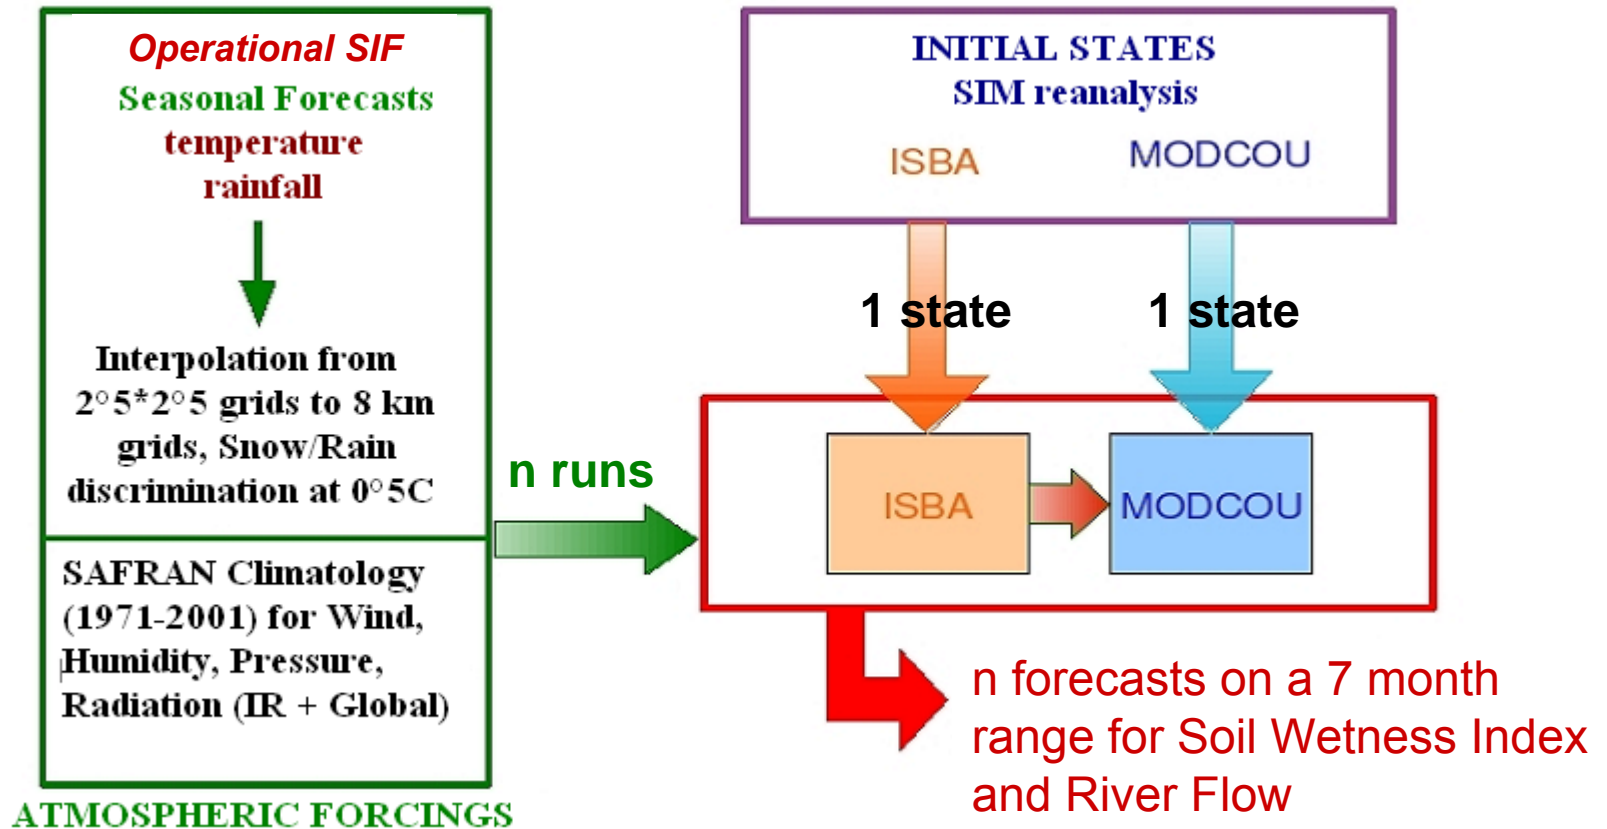 Operational SIF
Seasonal Forecasts
temperature
rainfall
Interpolation from
2°5*2°5 grids to 8 km
grids, Snow/Rain
discrimination at 0°5C
SAFRAN Climatology
(1971-2001) for Wind,
Humidity, Pressure,
Radiation (IR + Global)
ATMOSPHERIC FORCINGS
n runs
INITIAL STATES
SIM reanalysis
ISBA
MODCOU
1 state
1 state
ISBA
MODCOU
n forecasts on a 7 month
range for Soil Wetness Index
and River Flow